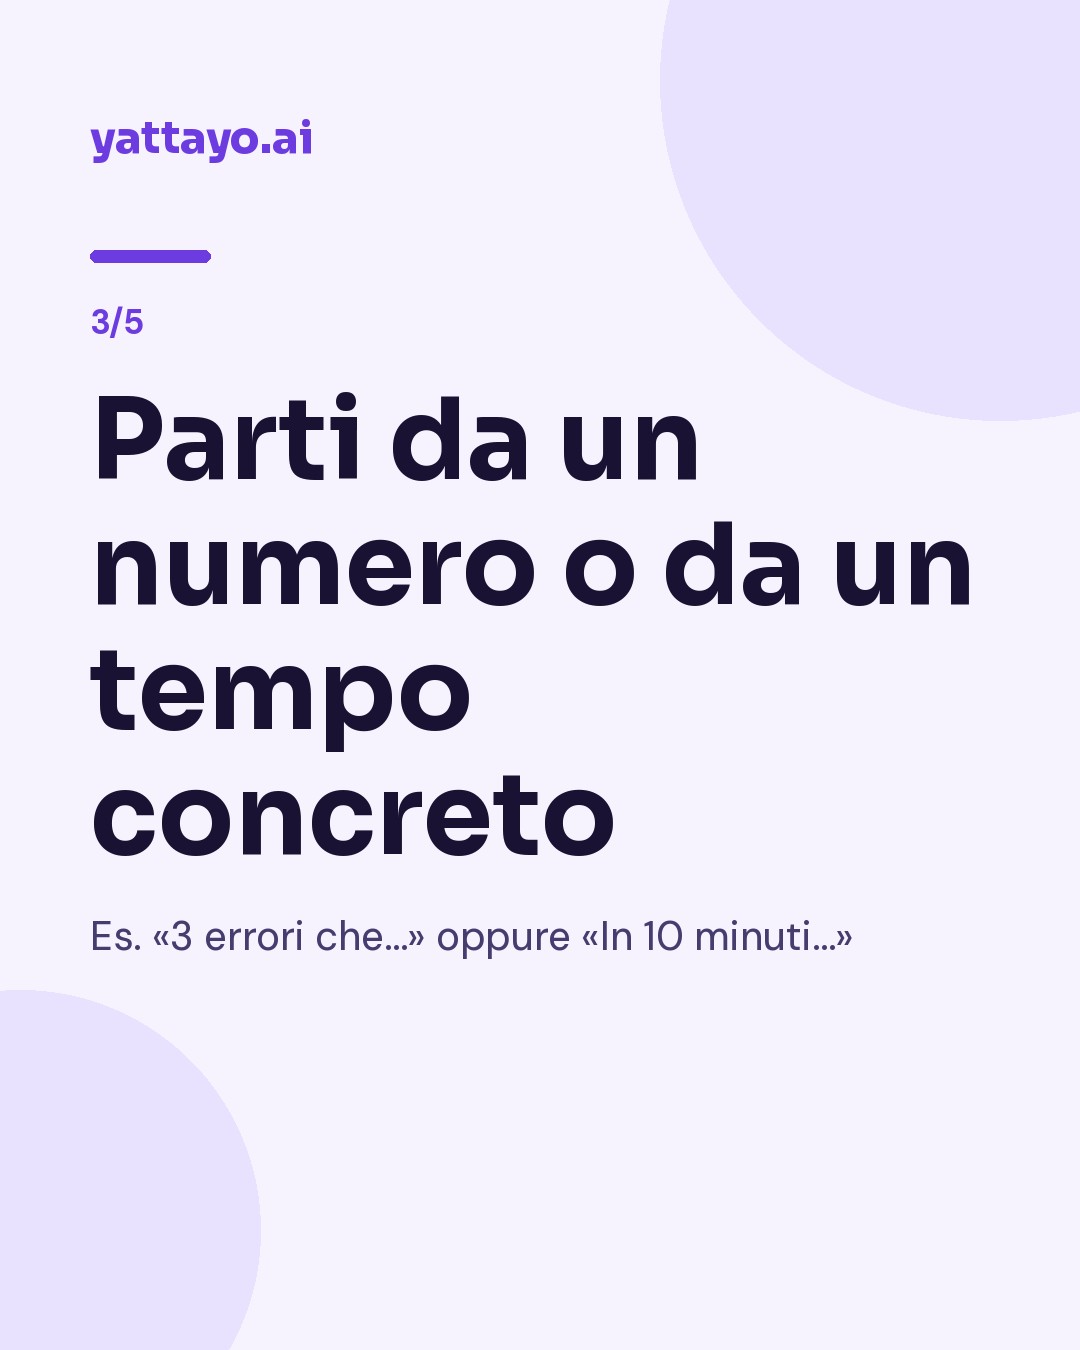 yattayo.ai
3/5
Parti da un
numero o da un
tempo
concreto
Es. «3 errori che...» oppure «In 10 minuti...»